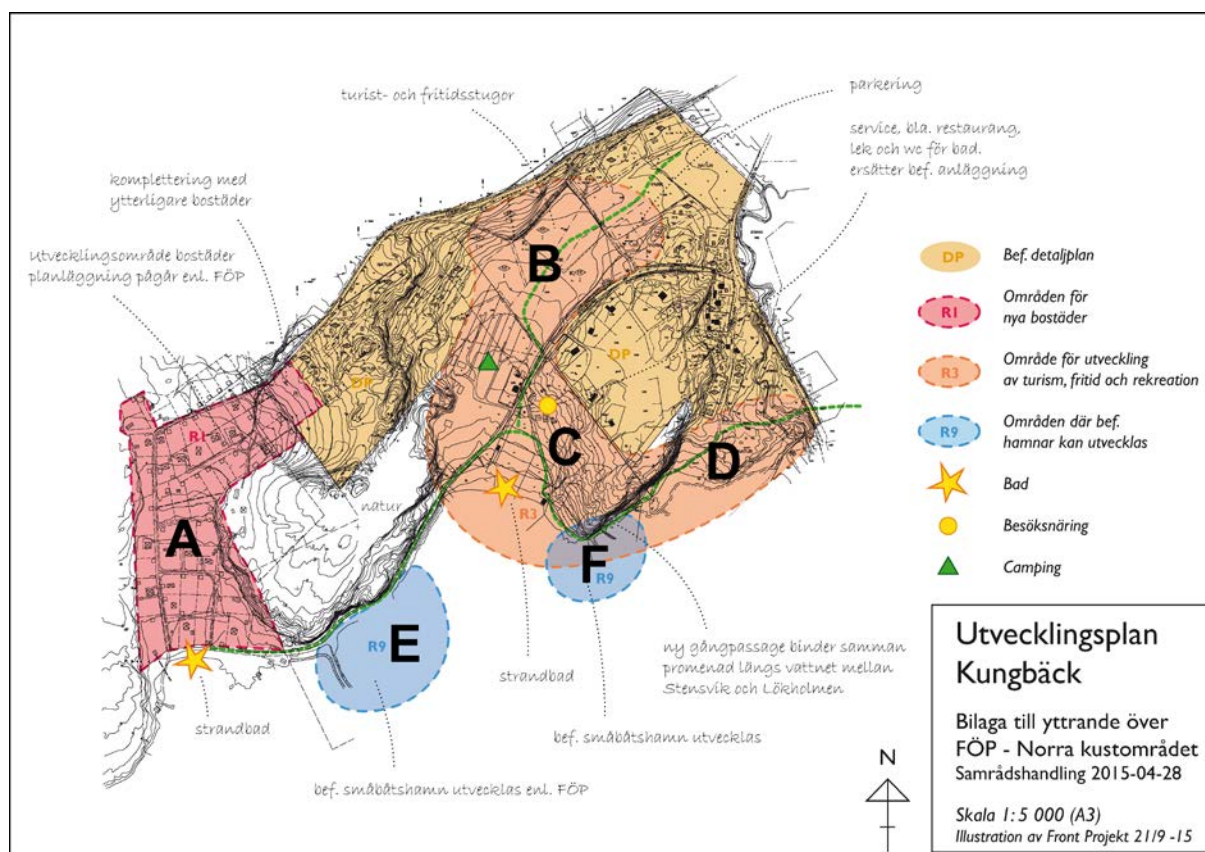 turist- och fritidsstugor
parkering
service, bla. restaurang,
lek och wc för bad.
ersätter bef. anläggning
komplettering med
ytterligare bostäder
utvecklingsområde bostäder
planläggning pågår enl. FÖP
B
DP
DP
R1
C
D
A
natur
R3
F
R9
E
R9
strandbad
strandbad
ny gångpassage binder samman
promenad längs vattnet mellan
Stensvik och Lökholmen
bef. småbåtshamn utvecklas
bef. småbåtshamn utvecklas enl. FÖP
DP
Bef. detaljplan
R1
Områden för
nya bostäder
R3
Område för utveckling
av turism, fritid och rekreation
R9
Områden där bef.
hamnar kan utvecklas
Bad
Besöksnäring
Camping
N
Utvecklingsplan
Kungbäck
Bilaga till yttrande över
FÖP - Norra kustområdet
Samrådshandling 2015-04-28
Skala 1:5 000 (A3)
Illustration av Front Projekt 21/9 -15